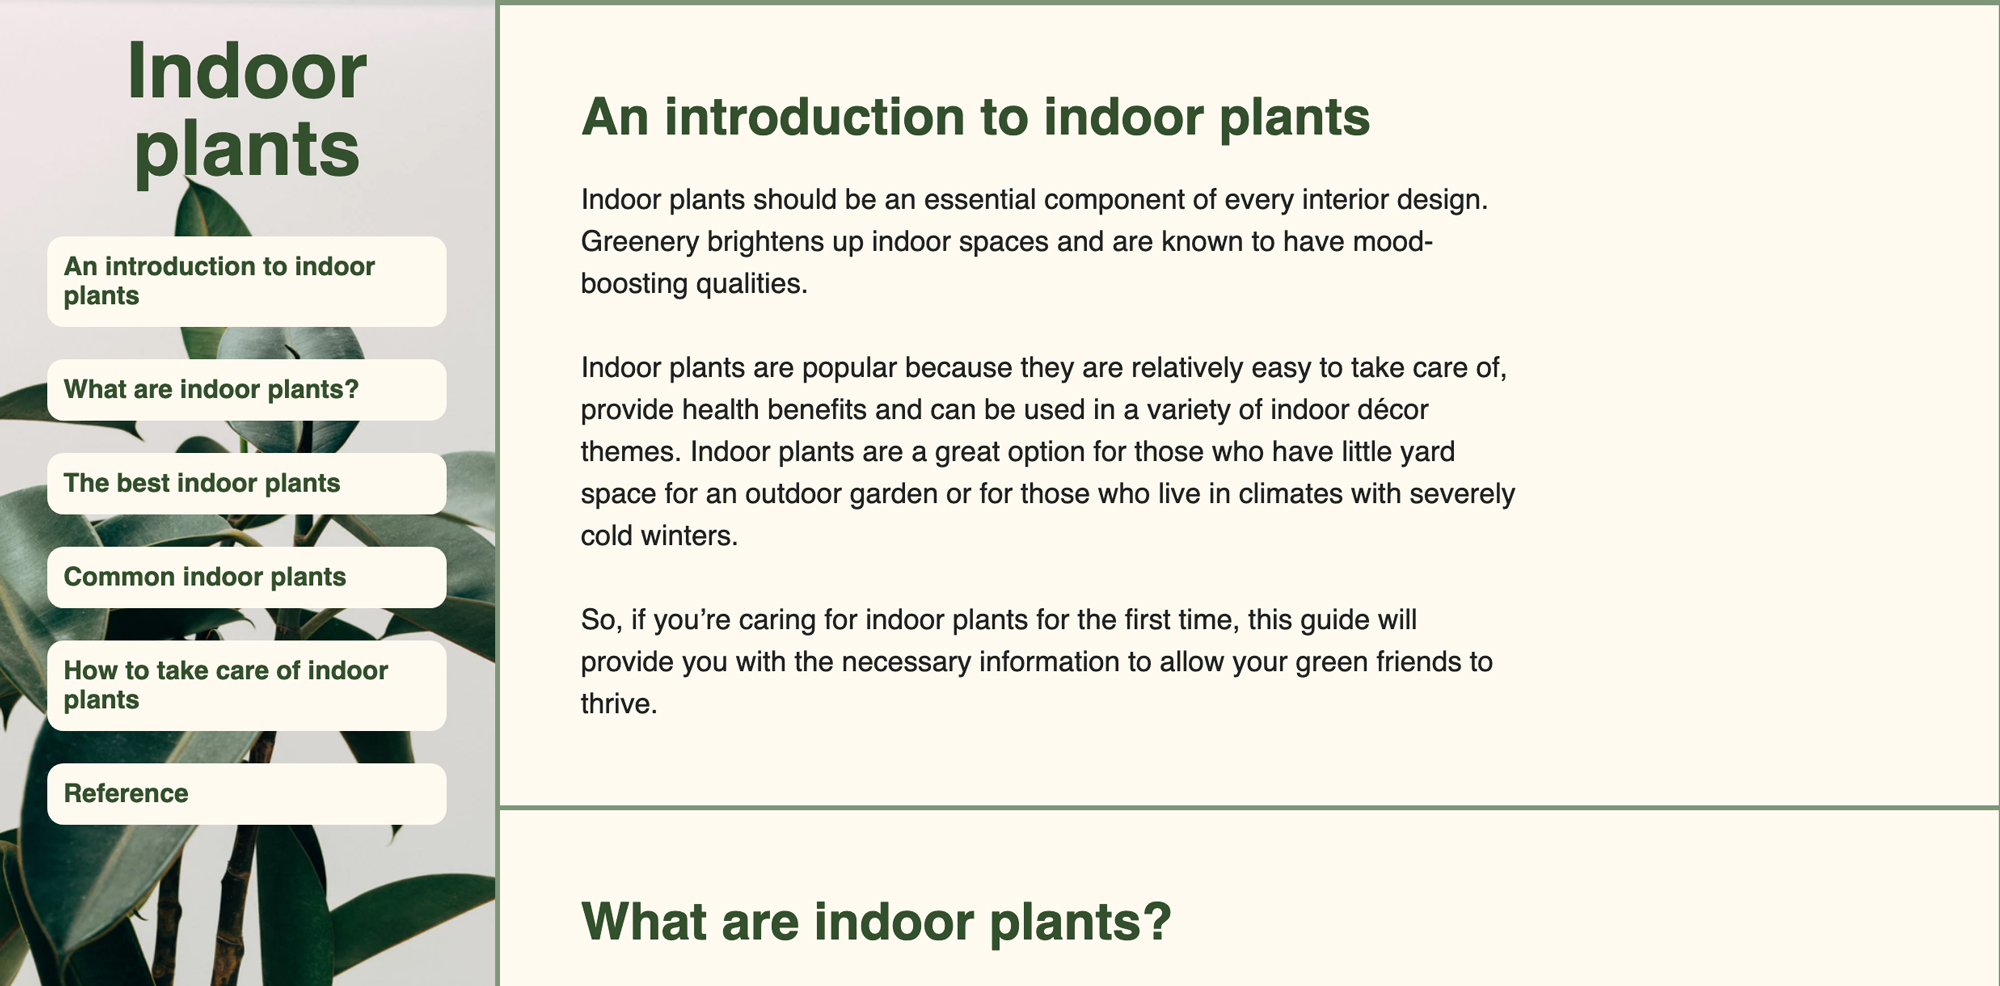 Indoor
plants
An introduction to indoor
plants
What are indoor plants?
The best indoor plants
Common indoor plants
How to take care of indoor
plants
Reference
An introduction to indoor plants
Indoor plants should be an essential component of every interior design.
Greenery brightens up indoor spaces and are known to have mood-
boosting qualities.
Indoor plants are popular because they are relatively easy to take care of,
provide health benefits and can be used in a variety of indoor décor
themes. Indoor plants are a great option for those who have little yard
space for an outdoor garden or for those who live in climates with severely
cold winters.
So, if you’re caring for indoor plants for the first time, this guide will
provide you with the necessary information to allow your green friends to
thrive.
What are indoor plants?